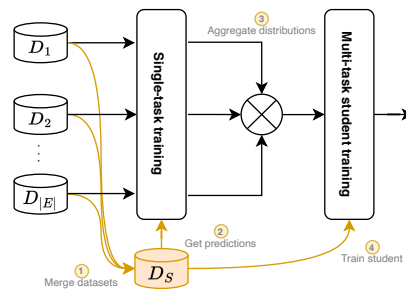 3
Aggregate distributions
D1
D2
⋮
D|E|
Single-task training
Multi-task student
training
2
Get predictions
4
Train student
1
Merge datasets
DS